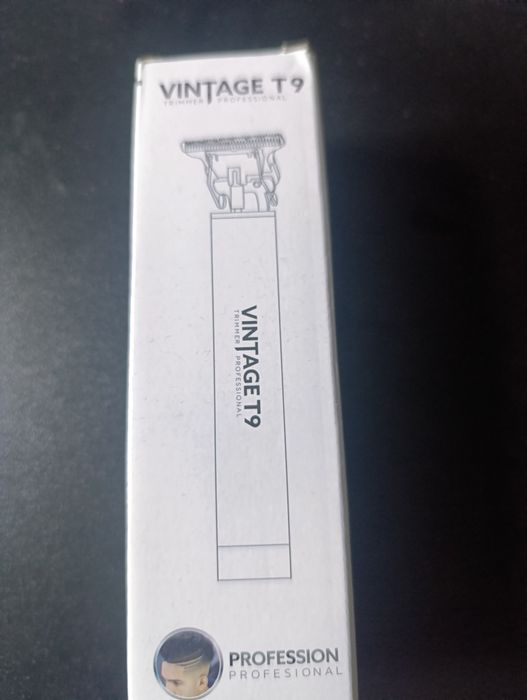 VINTAGE T9
TRIMMER PROFESSIONAL
VINTAGE T9
TRIMMER PROFESSIONAL
PROFESSION
PROFESIONAL